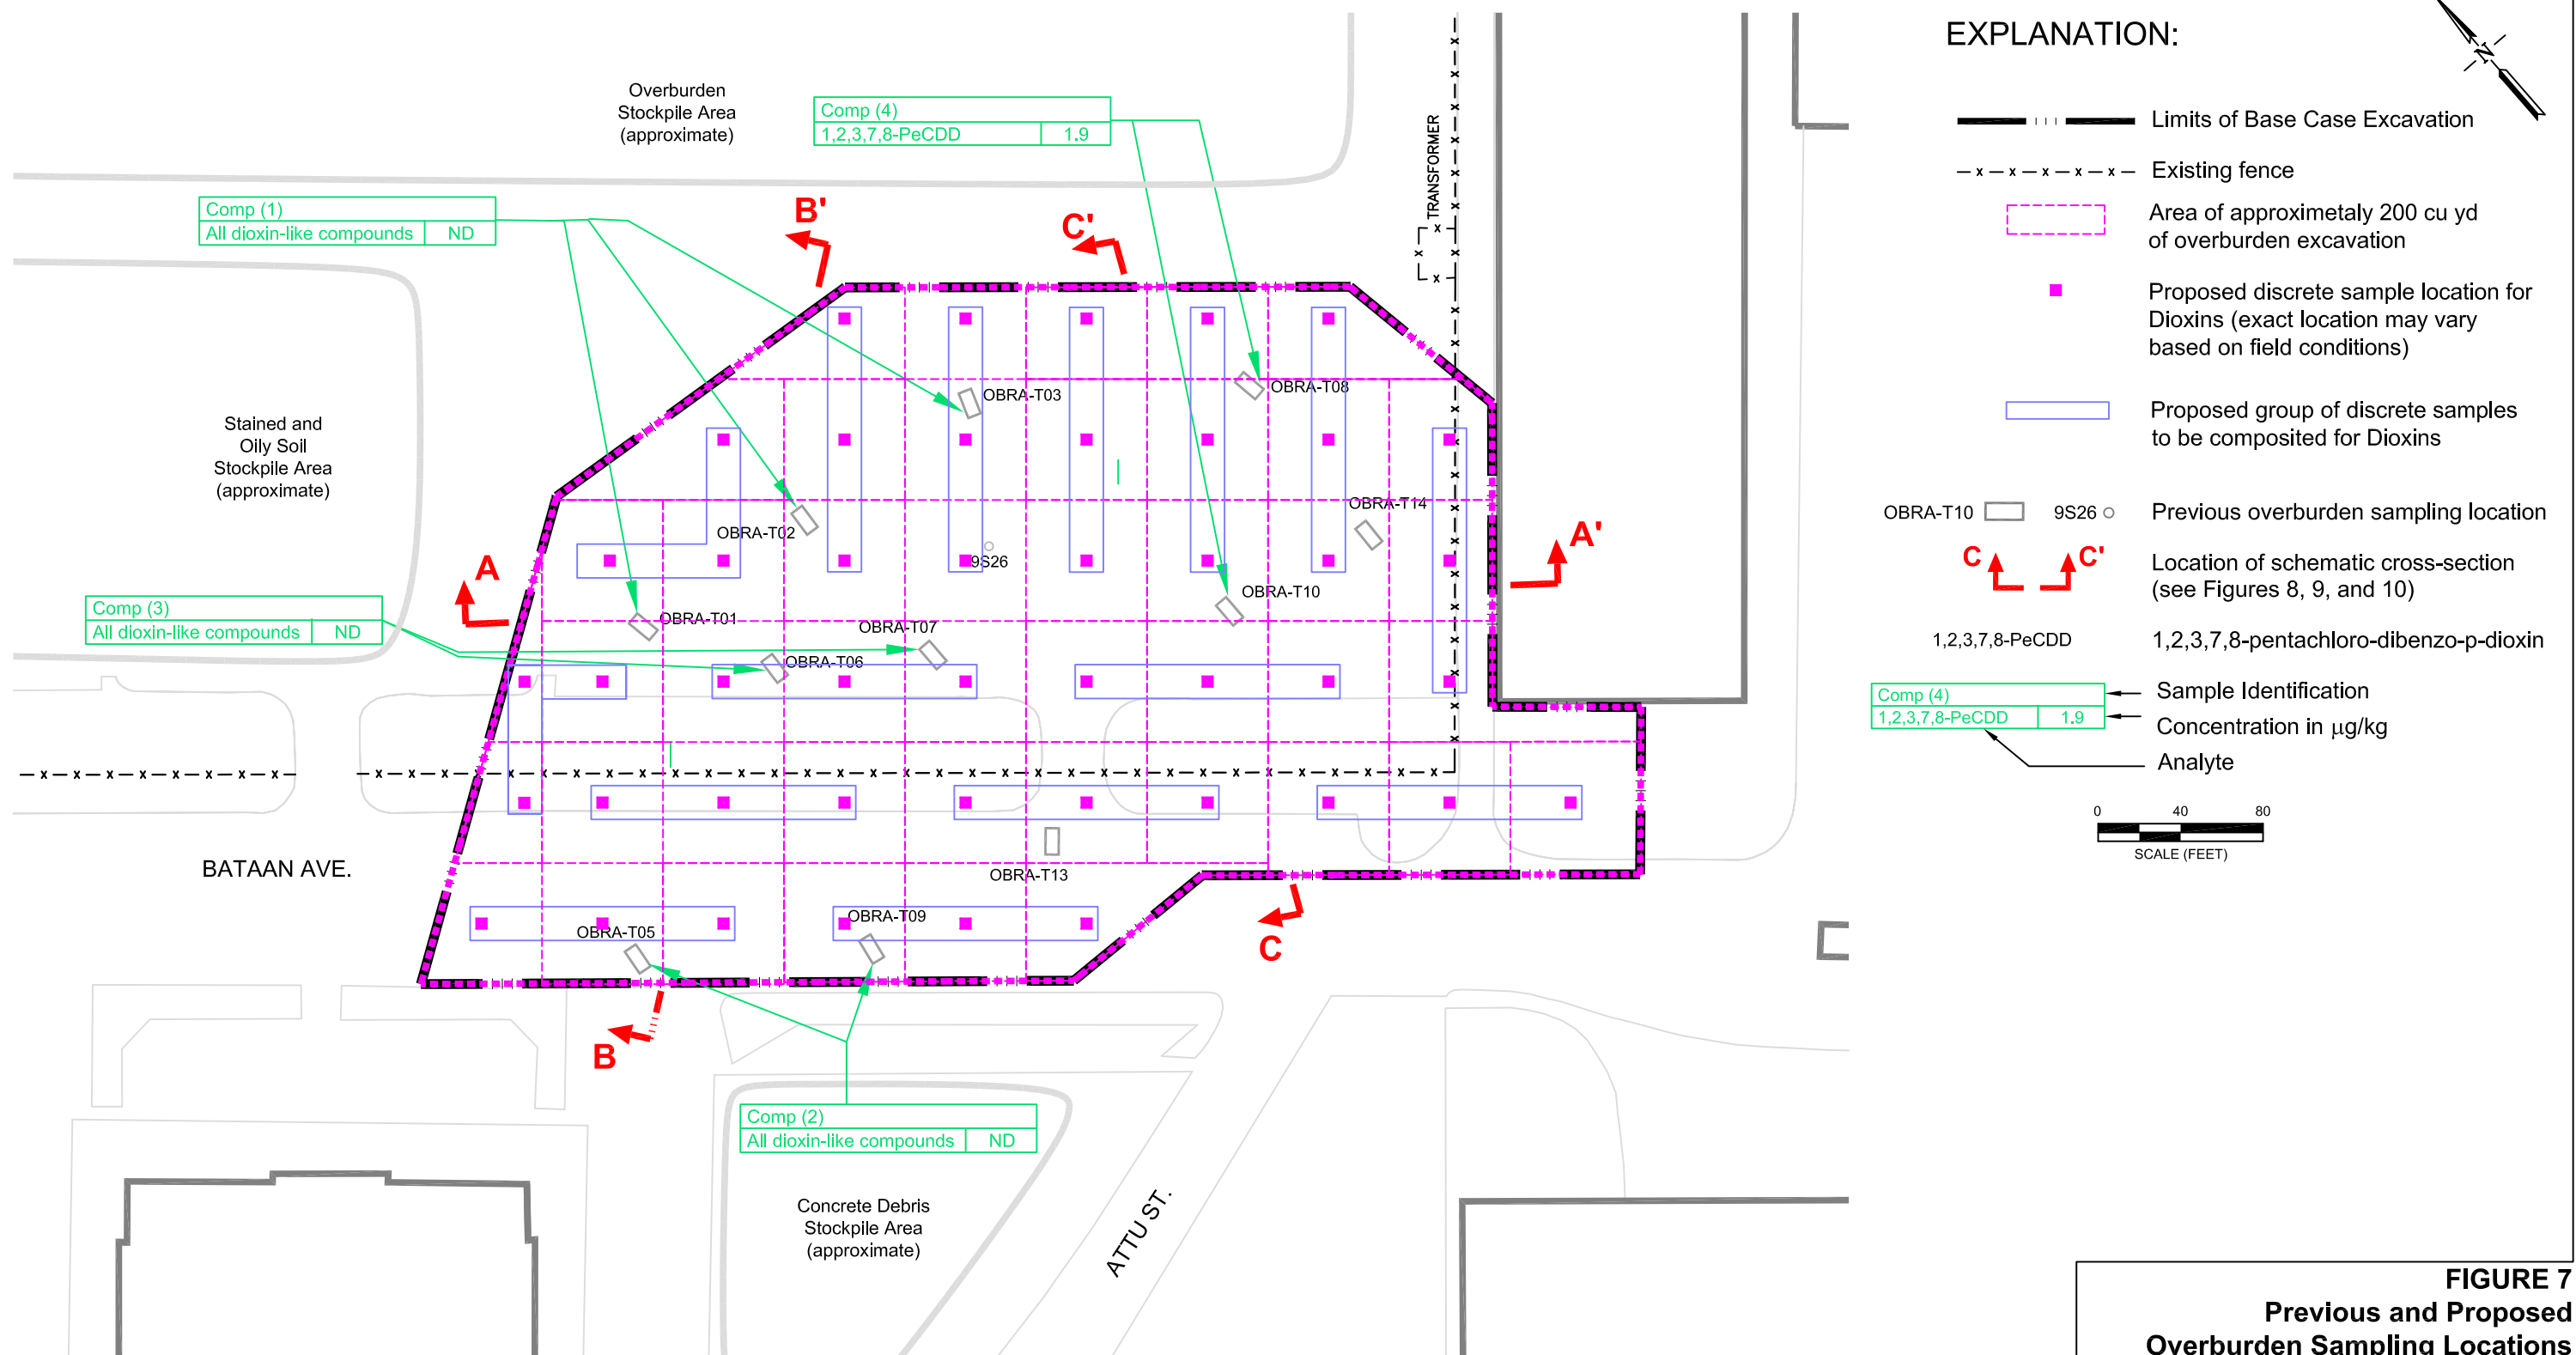 EXPLANATION:
N
Limits of Base Case Excavation
x x x x x
Existing fence
Area of approximetaly 200 cu yd
of overburden excavation
Proposed discrete sample location for
Dioxins (exact location may vary
based on field conditions)
Proposed group of discrete samples
to be composited for Dioxins
OBRA-T10
9S26
Previous overburden sampling location
C
C'
Location of schematic cross-section
(see Figures 8, 9, and 10)
1,2,3,7,8-PeCDD
1,2,3,7,8-pentachloro-dibenzo-p-dioxin
Comp (4)
1,2,3,7,8-PeCDD 1.9
Sample Identification
Concentration in µg/kg
Analyte
0 40 80
SCALE (FEET)
Overburden
Stockpile Area
(approximate)
Comp (4)
1,2,3,7,8-PeCDD 1.9
TRANSFORMER
Comp (1)
All dioxin-like compounds ND
B'
C'
OBRA-T03
OBRA-T08
Stained and
Oily Soil
Stockpile Area
(approximate)
OBRA-T14
OBRA-T02
9S26
A
A'
OBRA-T10
Comp (3)
All dioxin-like compounds ND
OBRA-T01
OBRA-T07
OBRA-T06
BATAAN AVE.
OBRA-T13
OBRA-T09
OBRA-T05
C
B
Comp (2)
All dioxin-like compounds ND
Concrete Debris
Stockpile Area
(approximate)
ATTU ST.
FIGURE 7
Previous and Proposed
Overburden Sampling Locations